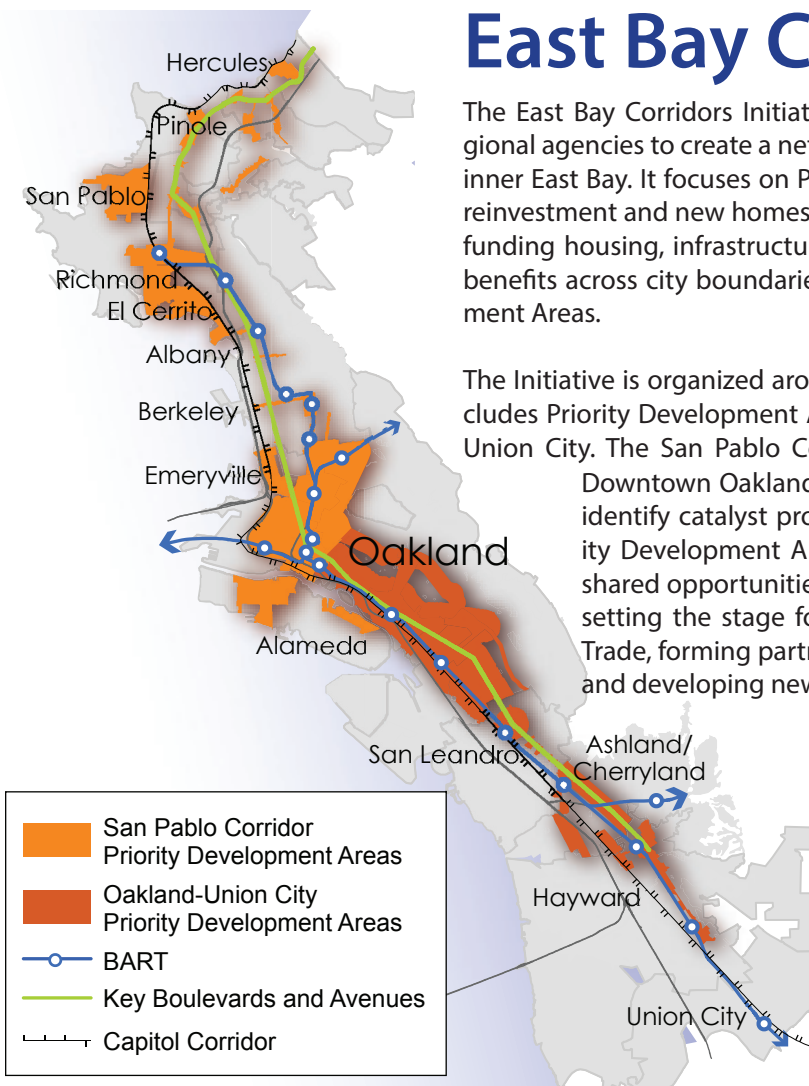 East Bay C
The East Bay Corridors Initiat
gional agencies to create a net
inner East Bay. It focuses on P
reinvestment and new homes
funding housing, infrastructu
benefits across city boundarie
ment Areas.
The Initiative is organized aro
cludes Priority Development A
Union City. The San Pablo Co
Downtown Oakland
identify catalyst pro
ity Development A
shared opportunitie
setting the stage fo
Trade, forming partn
and developing new
Hercules
Pinole
San Pablo
Richmond
El Cerrito
Albany
Berkeley
Emeryville
Oakland
Alameda
San Leandro
Ashland/
Cherryland
Hayward
Union City
San Pablo Corridor
Priority Development Areas
Oakland-Union City
Priority Development Areas
BART
Key Boulevards and Avenues
Capitol Corridor